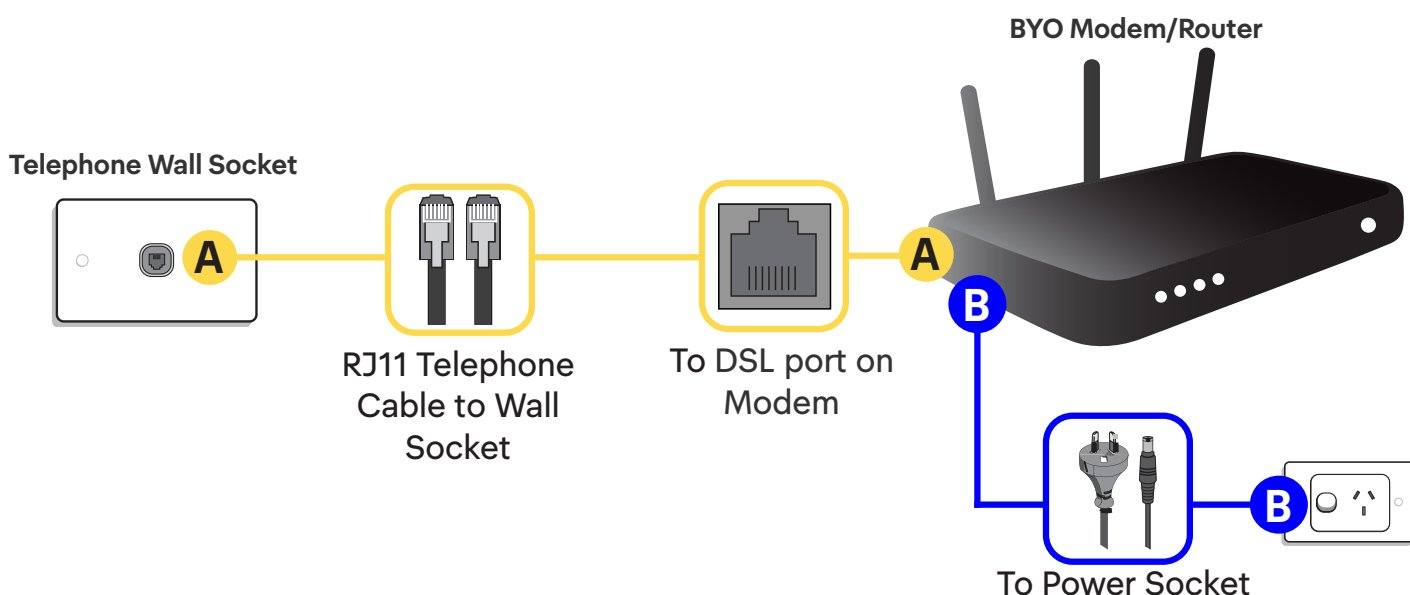 BYO Modem/Router
Telephone Wall Socket
A
A
B
RJ11 Telephone
Cable to Wall
Socket
To DSL port on
Modem
B
To Power Socket